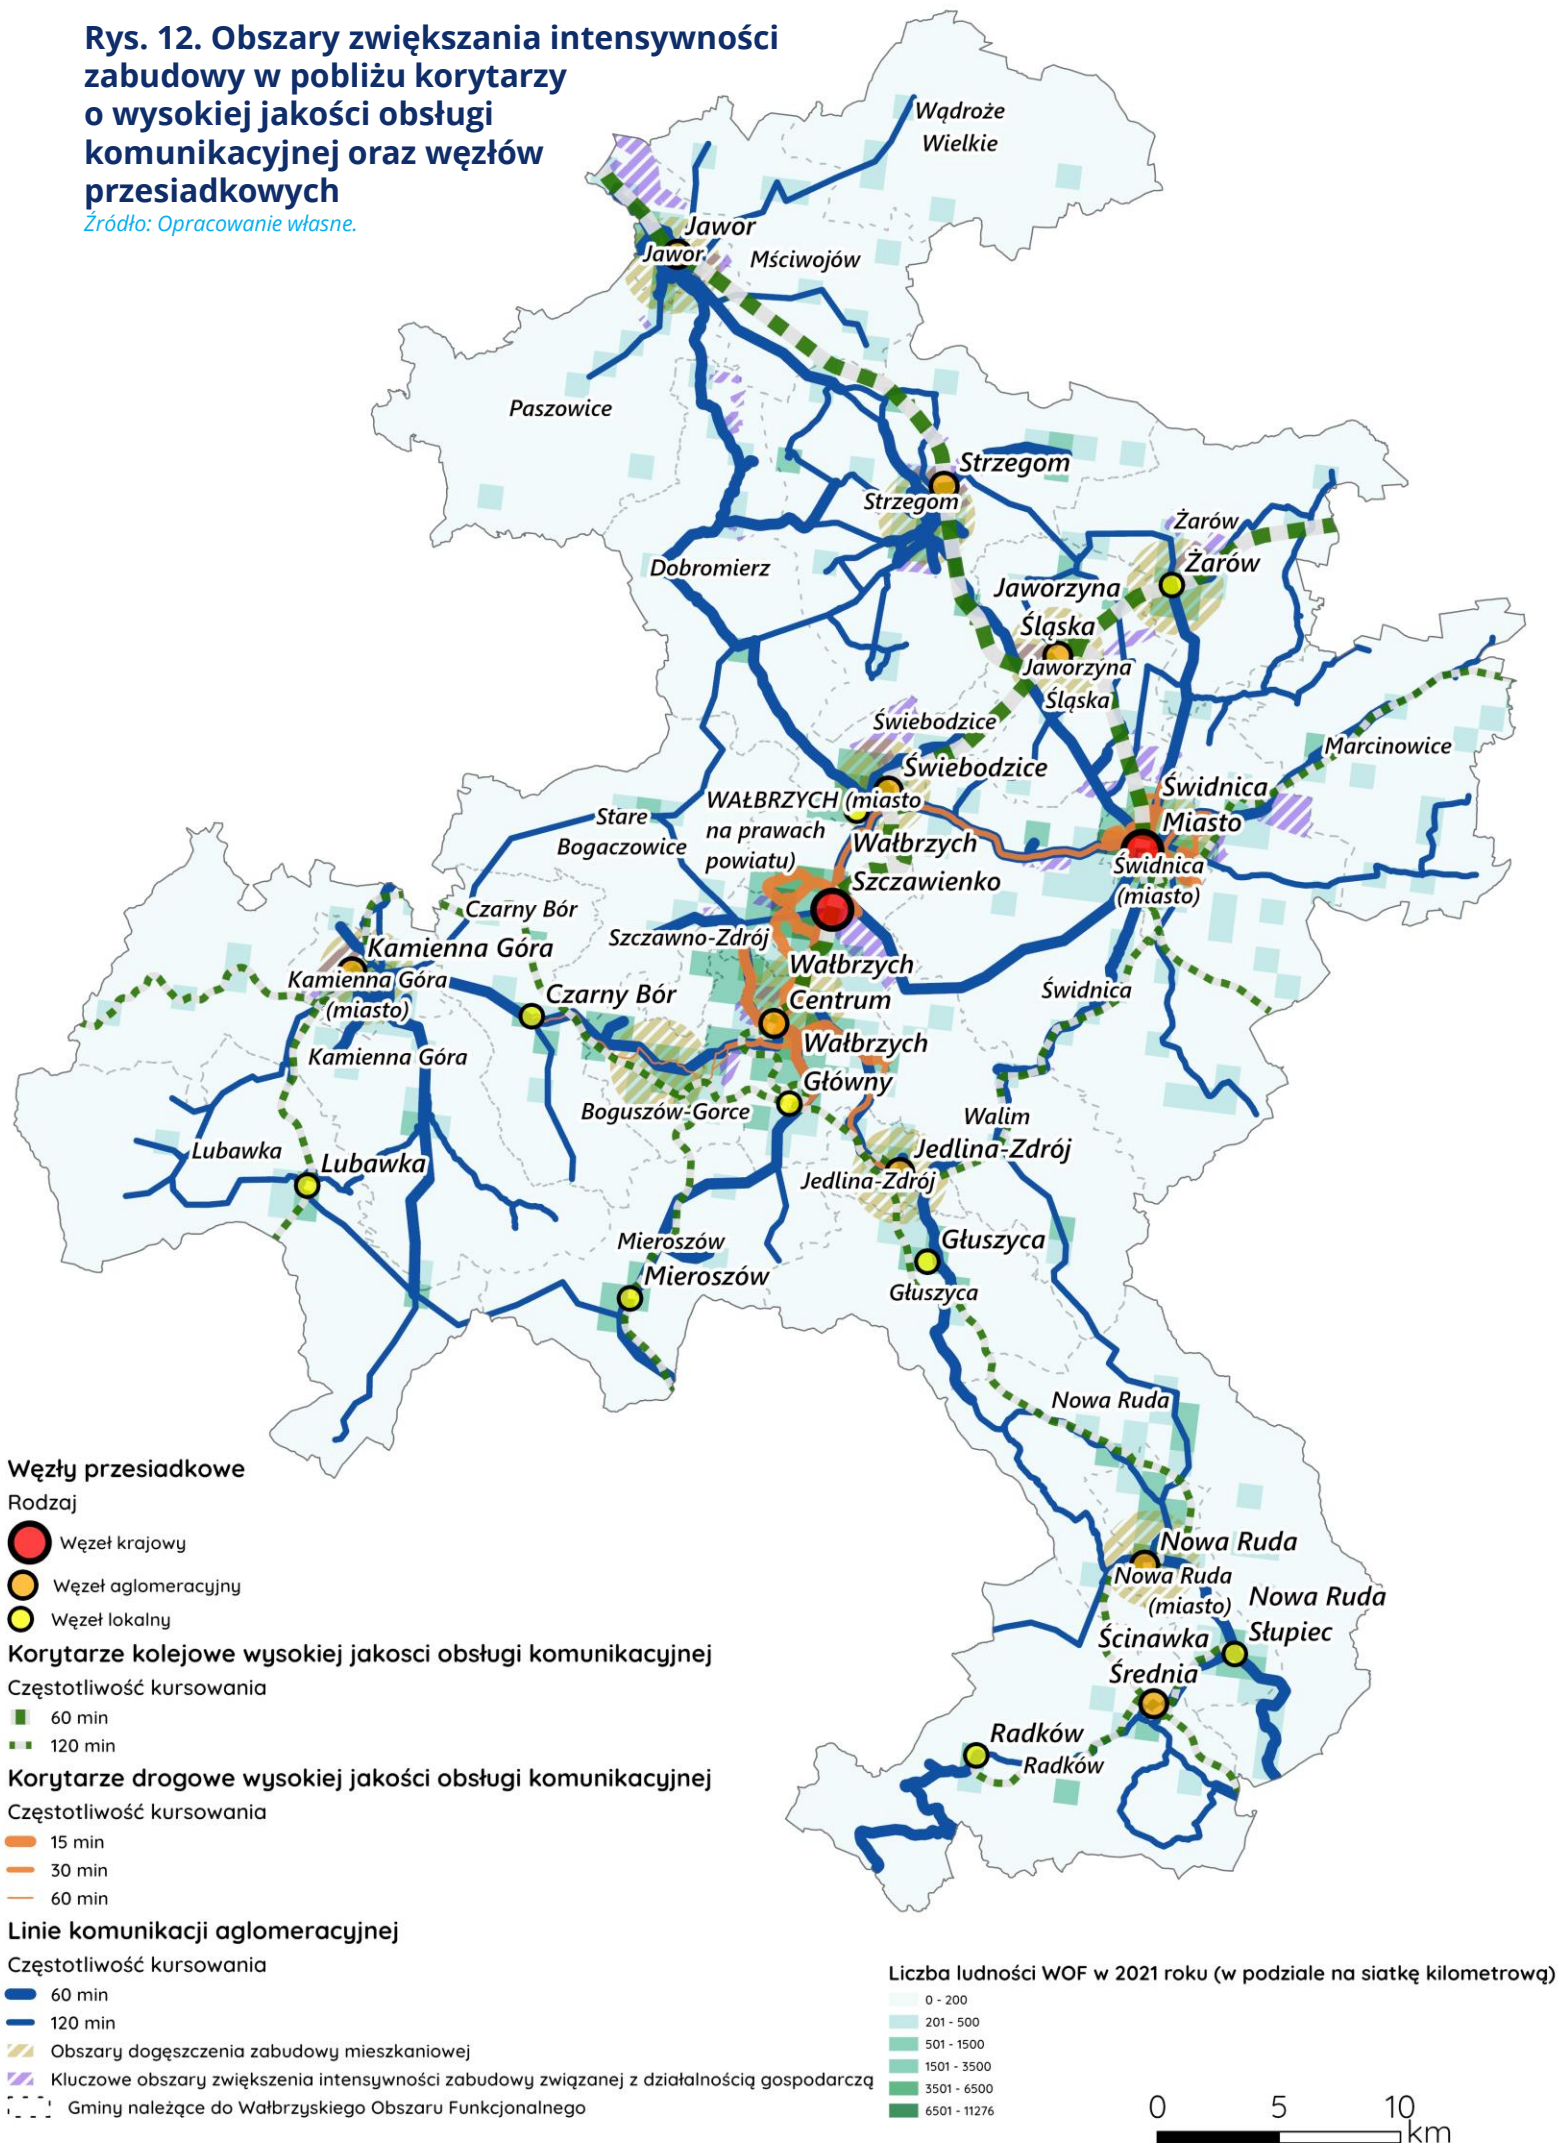 Rys. 12. Obszary zwiększania intensywności
zabudowy w pobliżu korytarzy
o wysokiej jakości obsługi
komunikacyjnej oraz węzłów
przesiadkowych
Źródło: Opracowanie własne.
Wądroże
Wielkie
Jawor
Jawor
Mściwojów
Paszowice
Strzegom
Strzegom
Żarów
Żarów
Dobromierz
Jaworzyna
Śląska
Jaworzyna
Śląska
Świebodzice
Świebodzice
Marcinowice
Świdnica
Miasto
Świdnica
(miasto)
WAŁBRZYCH (miasto
na prawach
powiatu)
Stare
Bogaczowice
Wałbrzych
Szczawienko
Czarny Bór
Szczawno-Zdrój
Kamienna Góra
Kamienna Góra
(miasto)
Wałbrzych
Centrum
Świdnica
Czarny Bór
Kamienna Góra
Wałbrzych
Główny
Boguszów-Gorce
Walim
Lubawka
Lubawka
Jedlina-Zdrój
Jedlina-Zdrój
Mieroszów
Mieroszów
Głuszyca
Głuszyca
Nowa Ruda
Nowa Ruda
Nowa Ruda
(miasto)
Nowa Ruda
Słupiec
Ścinawka
Średnia
Radków
Radków
Węzły przesiadkowe
Rodzaj
Węzeł krajowy
Węzeł aglomeracyjny
Węzeł lokalny
Korytarze kolejowe wysokiej jakosci obsługi komunikacyjnej
Częstotliwość kursowania
60 min
120 min
Korytarze drogowe wysokiej jakości obsługi komunikacyjnej
Częstotliwość kursowania
15 min
30 min
60 min
Linie komunikacji aglomeracyjnej
Częstotliwość kursowania
60 min
120 min
Obszary dogęszczenia zabudowy mieszkaniowej
Kluczowe obszary zwiększenia intensywności zabudowy związanej z działalnością gospodarczą
Gminy należące do Wałbrzyskiego Obszaru Funkcjonalnego
Liczba ludności WOF w 2021 roku (w podziale na siatkę kilometrową)
0 - 200
201 - 500
501 - 1500
1501 - 3500
3501 - 6500
6501 - 11276
0 5 10
km